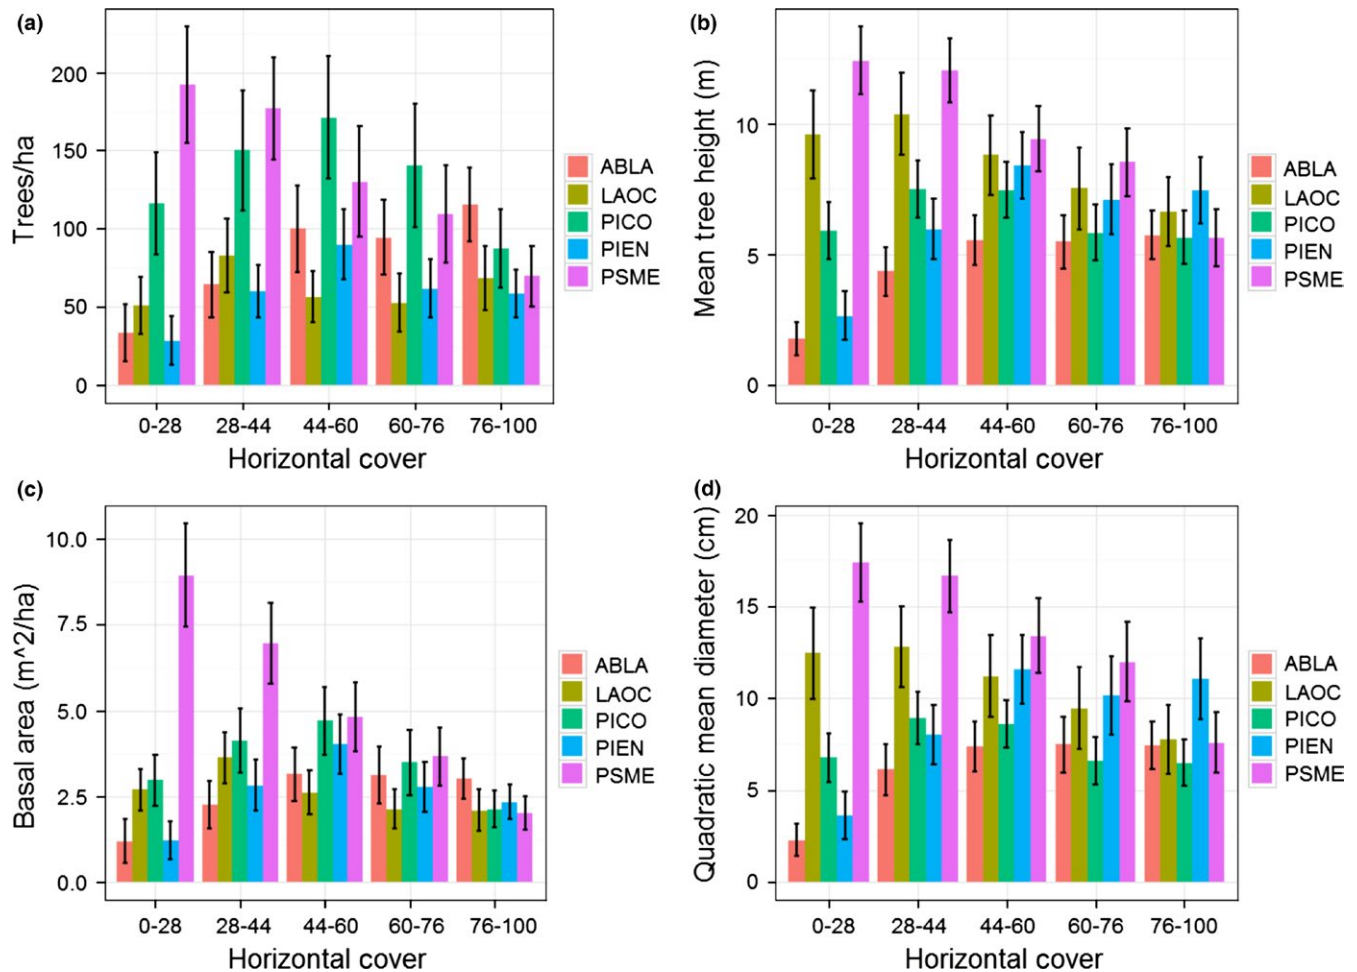 (a)
Trees/ha
200
150
100
50
0
0-28 28-44 44-60 60-76 76-100
Horizontal cover
ABLA
LAOC
PICO
PIEN
PSME
(b)
Mean tree height (m)
10
5
0
0-28 28-44 44-60 60-76 76-100
Horizontal cover
ABLA
LAOC
PICO
PIEN
PSME
(c)
Basal area (m^2/ha)
10.0
7.5
5.0
2.5
0.0
0-28 28-44 44-60 60-76 76-100
Horizontal cover
ABLA
LAOC
PICO
PIEN
PSME
(d)
Quadratic mean diameter (cm)
20
15
10
5
0
0-28 28-44 44-60 60-76 76-100
Horizontal cover
ABLA
LAOC
PICO
PIEN
PSME